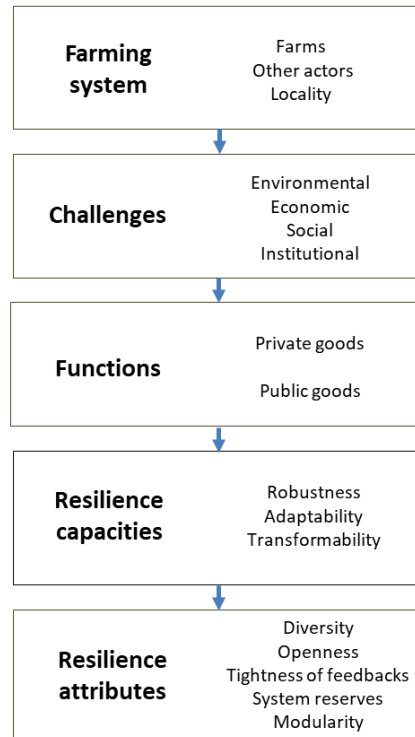 Farming
system
Farms
Other actors
Locality
Challenges
Environmental
Economic
Social
Institutional
Functions
Private goods
Public goods
Resilience
capacities
Robustness
Adaptability
Transformability
Resilience
attributes
Diversity
Openness
Tightness of feedbacks
System reserves
Modularity